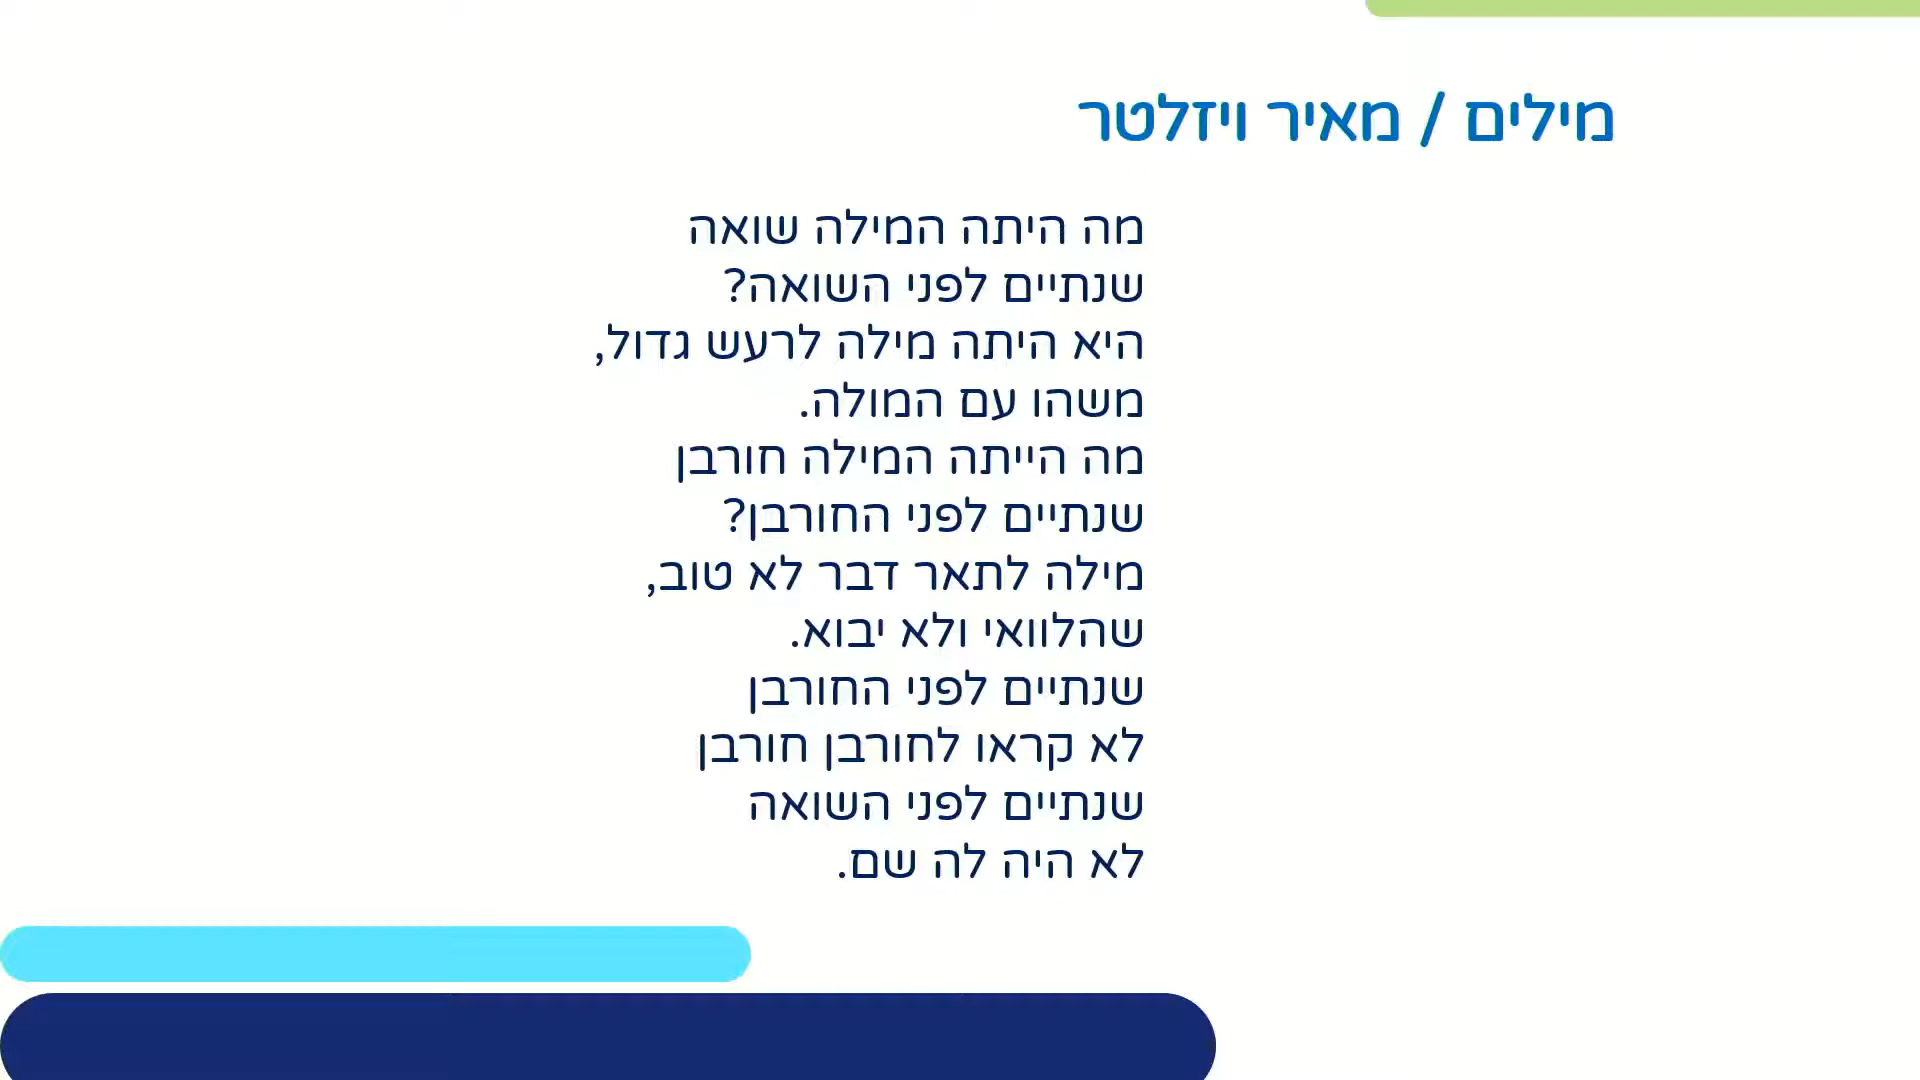 מילים / מאיר ויזלטר
מה היתה המילה שואה
שנתיים לפני השואה?
היא היתה מילה לרעש גדול,
משהו עם המולה.
מה הייתה המילה חורבן
שנתיים לפני החורבן?
מילה לתאר דבר לא טוב,
שהלוואי ולא יבוא.
שנתיים לפני החורבן
לא קראו לחורבן חורבן
שנתיים לפני השואה
לא היה לה שם.